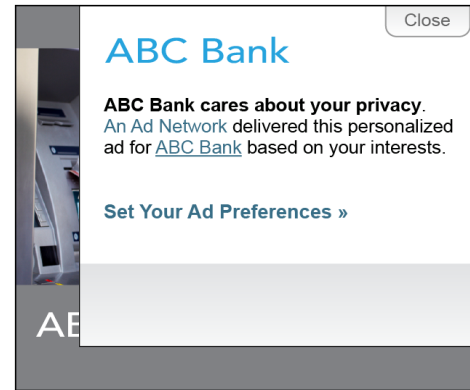 Close
ABC Bank
ABC Bank cares about your privacy.
An Ad Network delivered this personalized
ad for ABC Bank based on your interests.
Set Your Ad Preferences »
AB